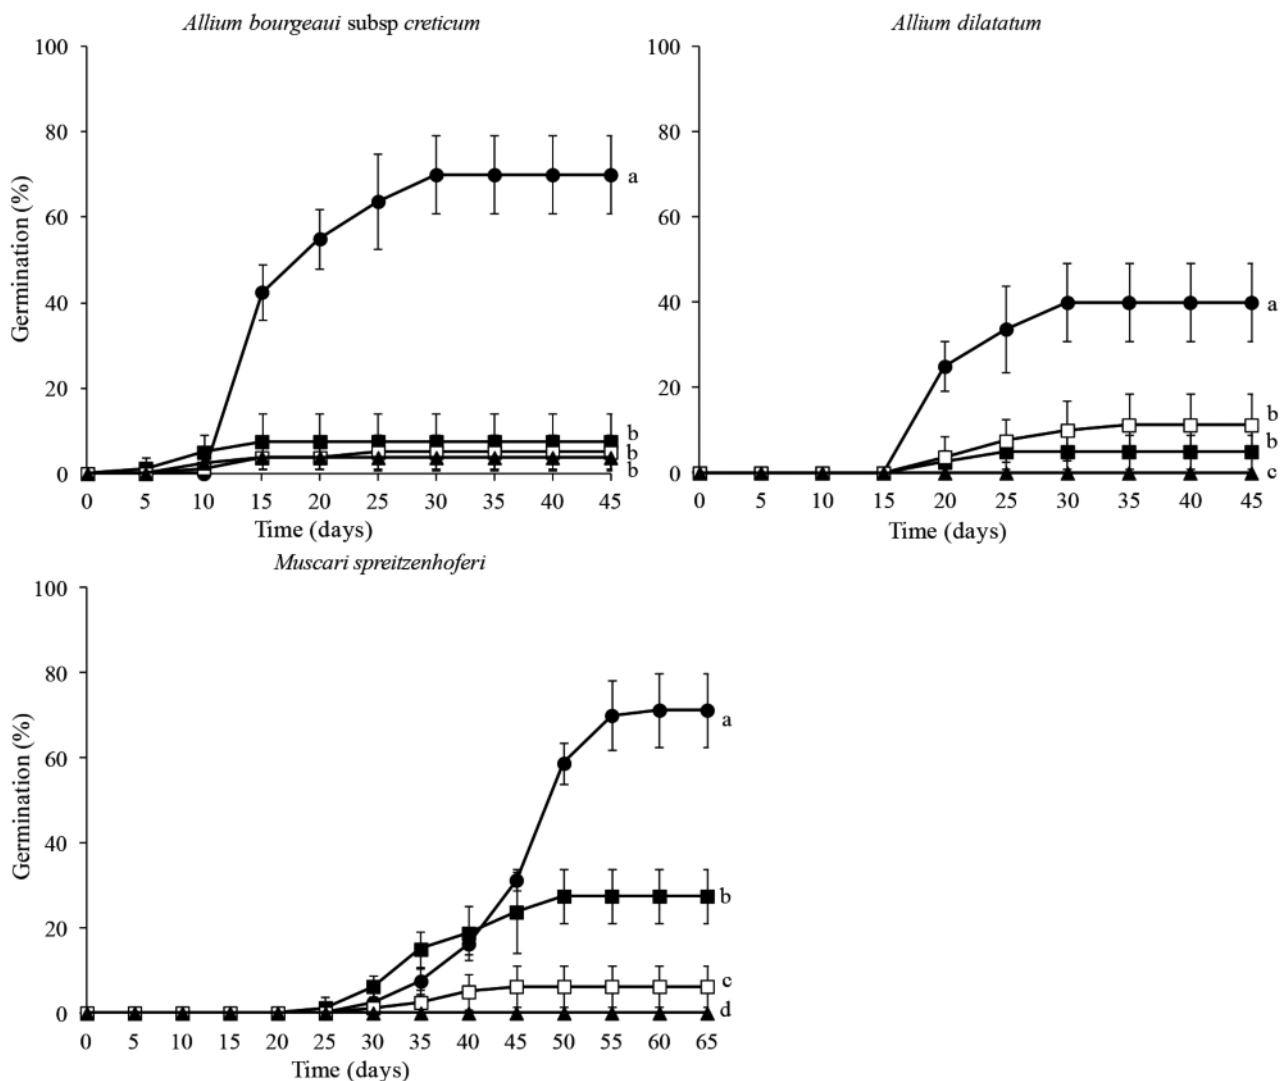 Allium bourgeaui subsp creticum
100
80
60
40
20
0
Germination (%)
a
b
b
b
0 5 10 15 20 25 30 35 40 45
Time (days)
Allium dilatatum
100
80
60
40
20
0
a
b
b
c
0 5 10 15 20 25 30 35 40 45
Time (days)
Muscari spreitzenhoferi
100
80
60
40
20
0
Germination (%)
a
b
c
d
0 5 10 15 20 25 30 35 40 45 50 55 60 65
Time (days)